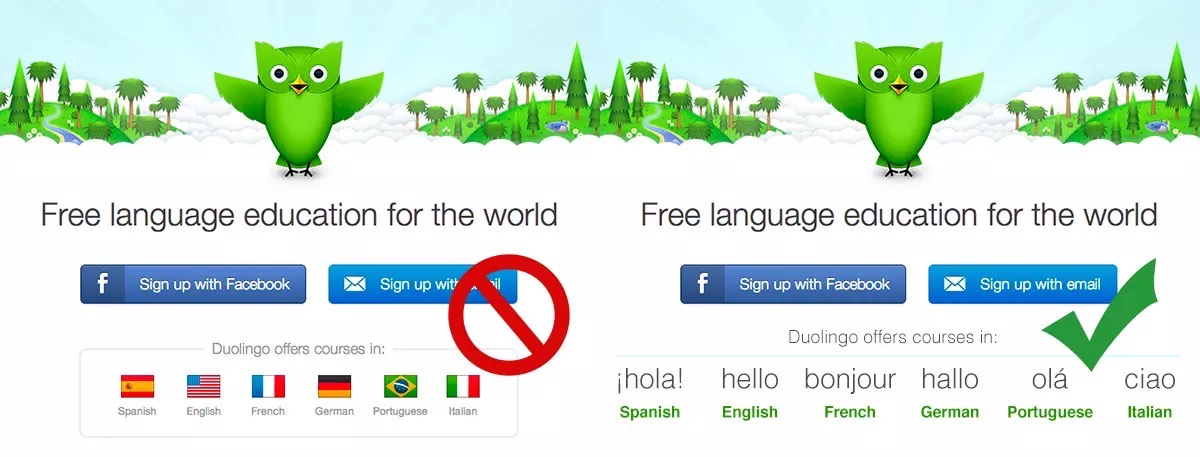 Free language education for the world
f Sign up with Facebook
Sign up with email
Duolingo offers courses in:
Spanish English French German Portuguese Italian
Free language education for the world
f Sign up with Facebook
Sign up with email
Duolingo offers courses in:
¡hola! hello bonjour hallo olá ciao
Spanish English French German Portuguese Italian